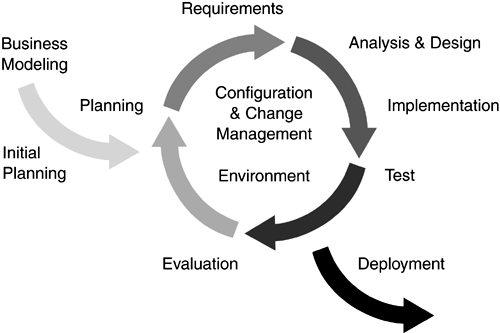 Requirements
Business
Modeling
Analysis & Design
Planning
Configuration
& Change
Management
Implementation
Initial
Planning
Environment
Test
Evaluation
Deployment